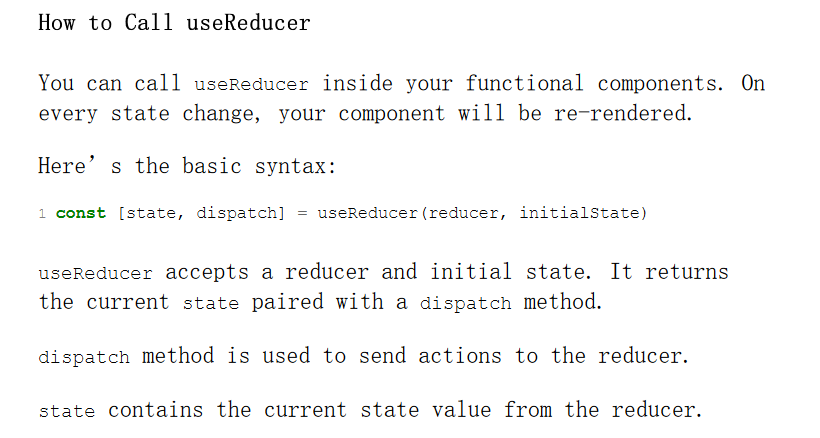 How to Call useReducer
You can call useReducer inside your functional components. On
every state change, your component will be re-rendered.
Here’s the basic syntax:
1 const [state, dispatch] = useReducer(reducer, initialState)
useReducer accepts a reducer and initial state. It returns
the current state paired with a dispatch method.
dispatch method is used to send actions to the reducer.
state contains the current state value from the reducer.